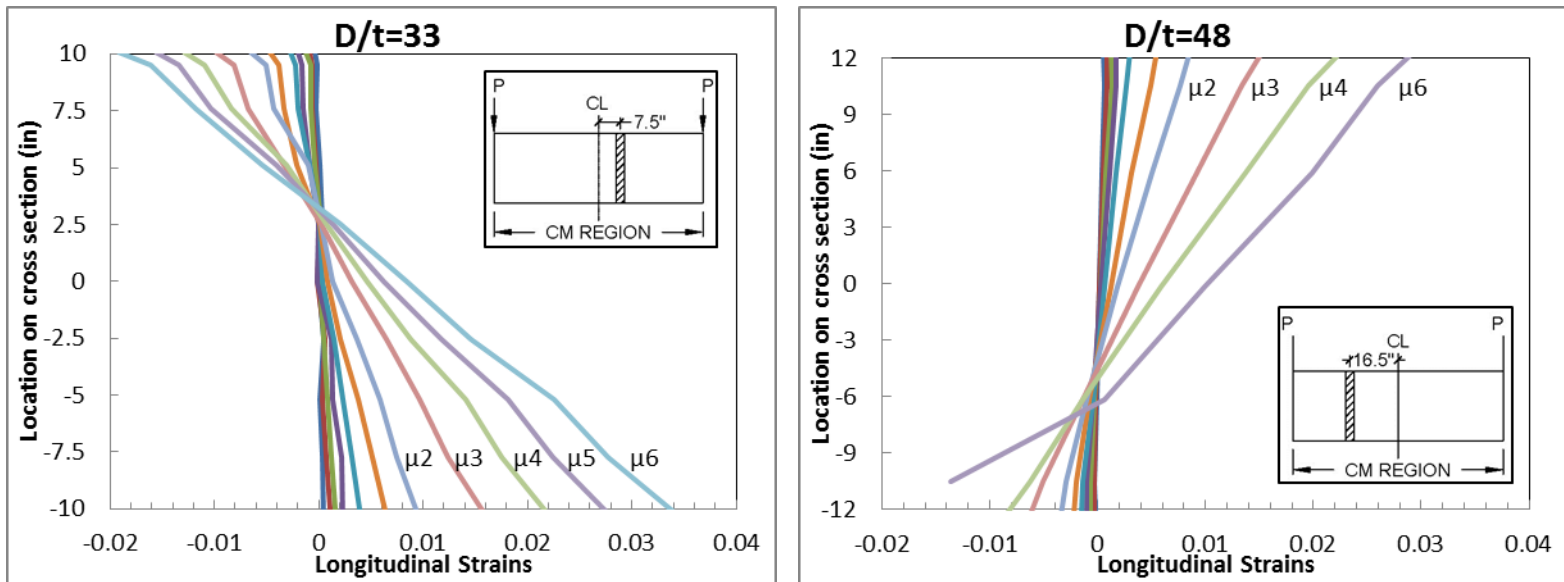 D/t=33
10
7.5
5
2.5
0
-2.5
-5
-7.5
-10
Location on cross section (in)
P
P
CL
7.5"
CM REGION
μ2
μ3
μ4
μ5
μ6
-0.02
-0.01
0
0.01
0.02
0.03
0.04
Longitudinal Strains
D/t=48
12
9
6
3
0
-3
-6
-9
-12
Location on cross section (in)
μ2
μ3
μ4
μ6
P
P
CL
16.5"
CM REGION
-0.02
-0.01
0
0.01
0.02
0.03
0.04
Longitudinal Strains